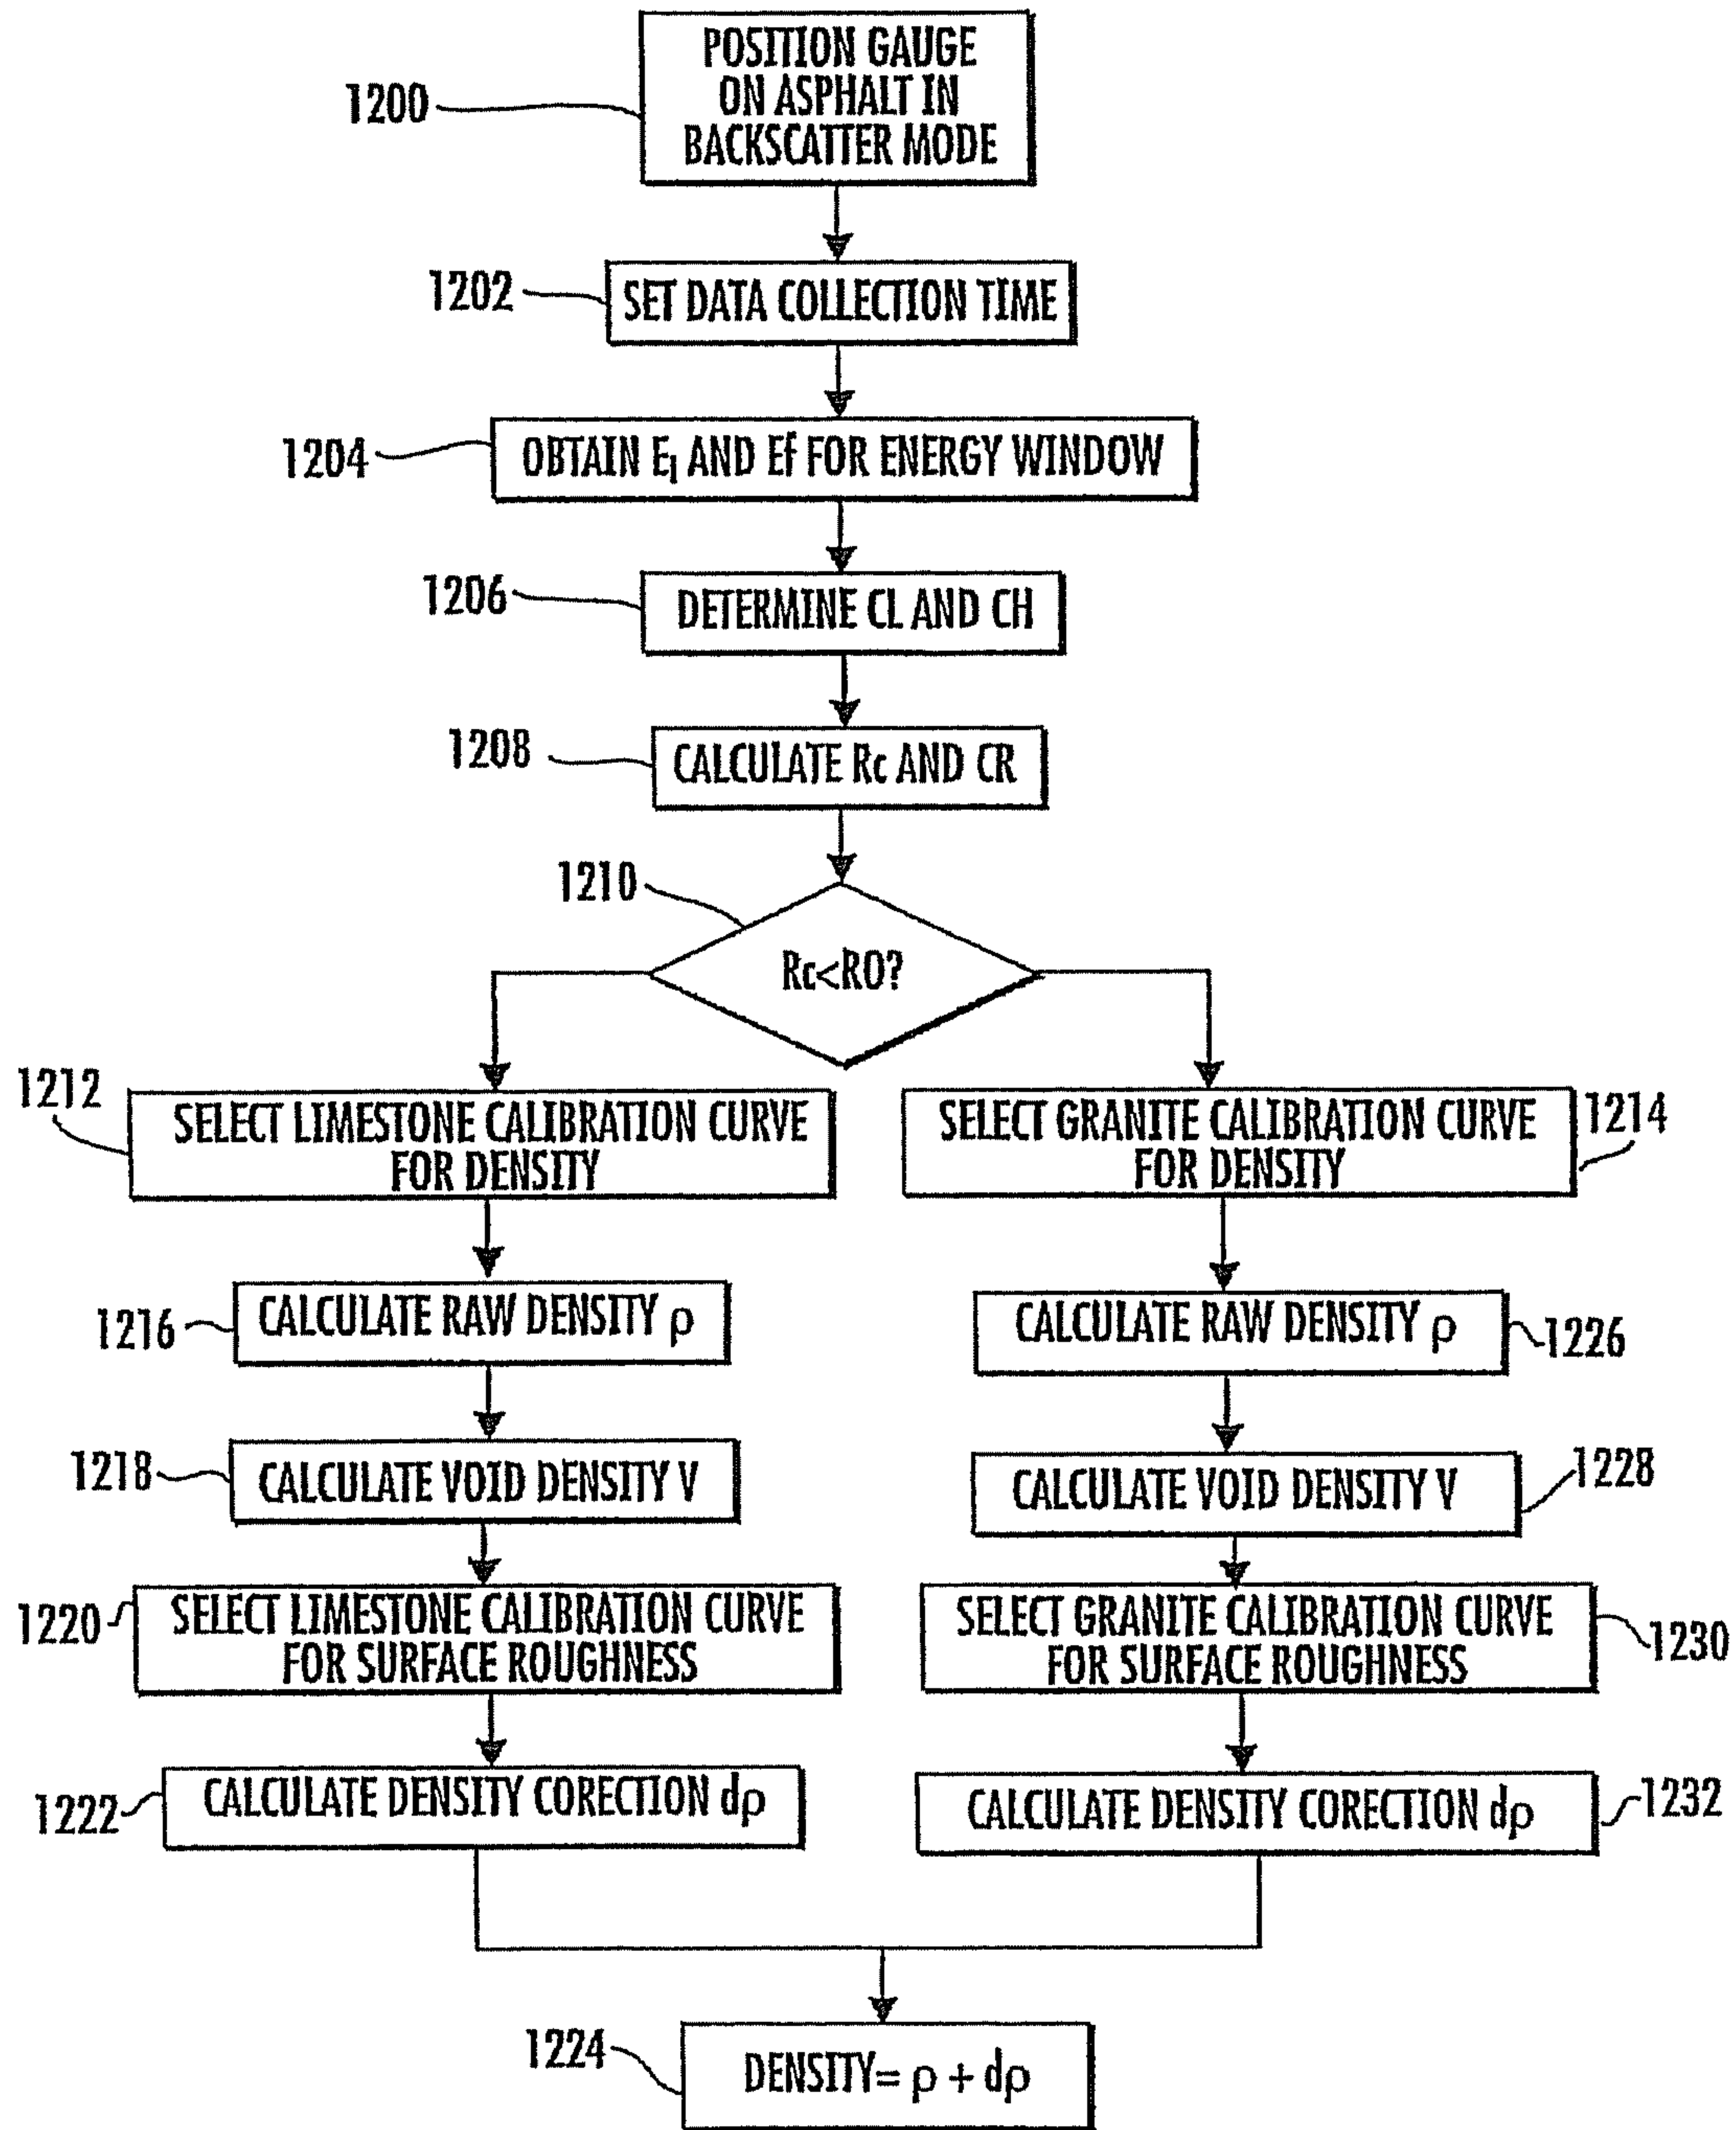 POSITION GAUGE
ON ASPHALT IN
BACKSCATTER MODE
1200
1202
SET DATA COLLECTION TIME
1204
OBTAIN El AND Ef FOR ENERGY WINDOW
1206
DETERMINE CL AND CH
1208
CALCULATE Rc AND CR
1210
Rc<RO?
1212
SELECT LIMESTONE CALIBRATION CURVE
FOR DENSITY
SELECT GRANITE CALIBRATION CURVE
FOR DENSITY
1214
1216
CALCULATE RAW DENSITY ρ
CALCULATE RAW DENSITY ρ
1226
1218
CALCULATE VOID DENSITY V
CALCULATE VOID DENSITY V
1228
1220
SELECT LIMESTONE CALIBRATION CURVE
FOR SURFACE ROUGHNESS
SELECT GRANITE CALIBRATION CURVE
FOR SURFACE ROUGHNESS
1230
1222
CALCULATE DENSITY CORECTION dρ
CALCULATE DENSITY CORECTION dρ
1232
1224
DENSITY= ρ + dρ